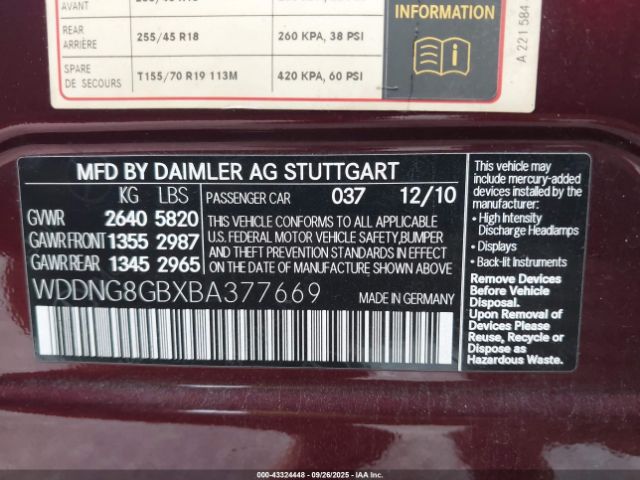 AVANT
REAR
ARRIÈRE
255/45 R18
260 KPA, 38 PSI
SPARE
DE SECOURS
T155/70 R19 113M
420 KPA, 60 PSI
INFORMATION
A 221 584
MFD BY DAIMLER AG STUTTGART
KG LBS
GVWR 2640 5820
GAWR FRONT 1355 2987
GAWR REAR 1345 2965
PASSENGER CAR 037 12/10
THIS VEHICLE CONFORMS TO ALL APPLICABLE
U.S. FEDERAL MOTOR VEHICLE SAFETY,BUMPER
AND THEFT PREVENTION STANDARDS IN EFFECT
ON THE DATE OF MANUFACTURE SHOWN ABOVE.
WDDNG8GBXBA377669
MADE IN GERMANY
This vehicle may
include mercury-added
devices installed by the
manufacturer:
• High Intensity
Discharge Headlamps
• Displays
• Back-lit Instruments
Remove Devices
Before Vehicle
Disposal.
Upon Removal of
Devices Please
Reuse, Recycle or
Dispose as
Hazardous Waste.
000-43324448 | 09/26/2025 | COPYRIGHT IAA, LLC